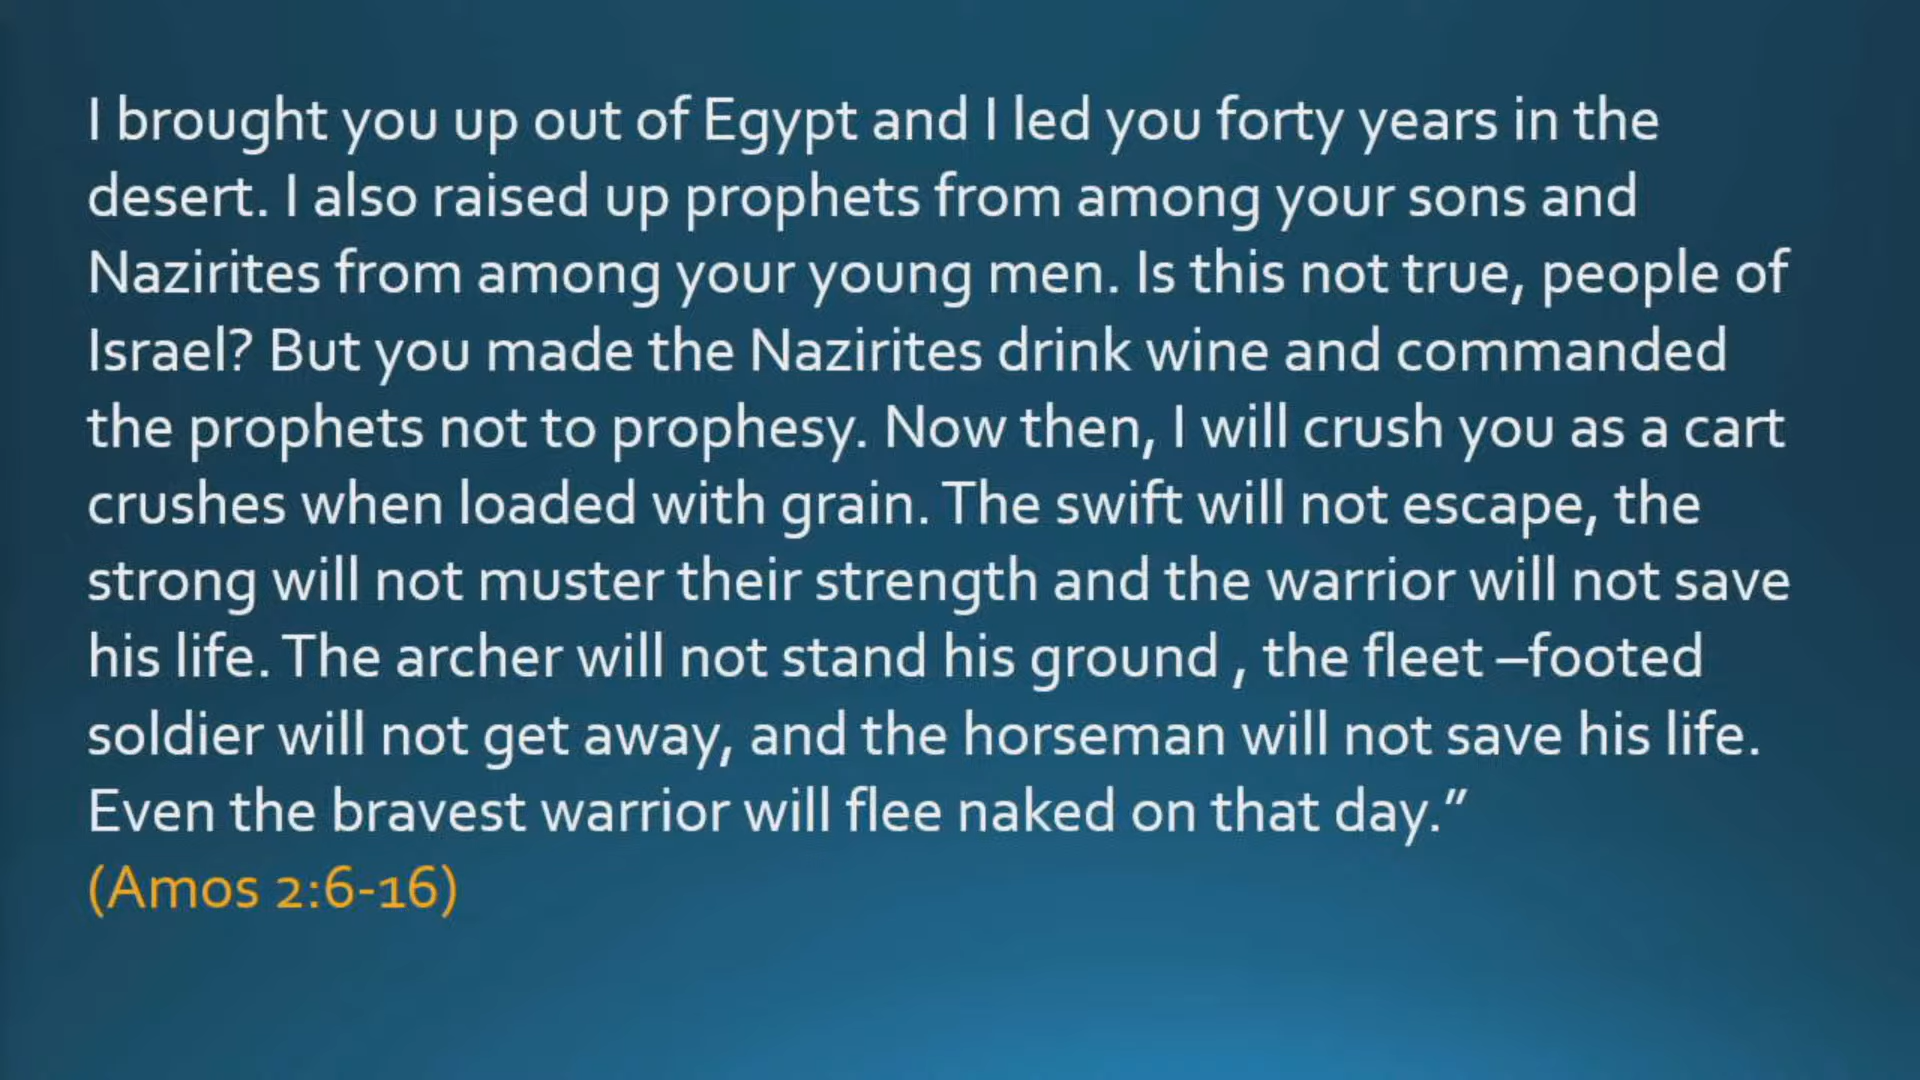 I brought you up out of Egypt and I led you forty years in the
desert. I also raised up prophets from among your sons and
Nazirites from among your young men. Is this not true, people of
Israel? But you made the Nazirites drink wine and commanded
the prophets not to prophesy. Now then, I will crush you as a cart
crushes when loaded with grain. The swift will not escape, the
strong will not muster their strength and the warrior will not save
his life. The archer will not stand his ground , the fleet –footed
soldier will not get away, and the horseman will not save his life.
Even the bravest warrior will flee naked on that day.”
(Amos 2:6-16)